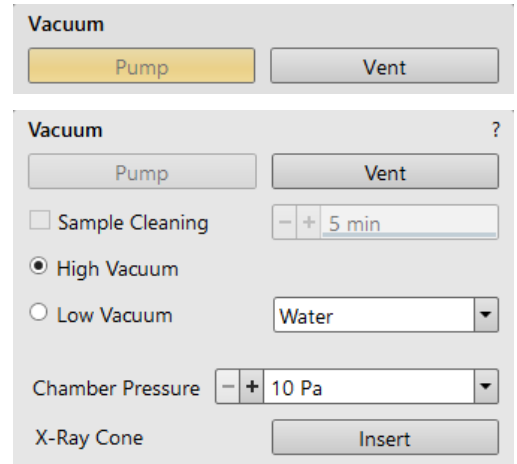 Vacuum
Pump Vent
Vacuum ?
Pump Vent
Sample Cleaning - + 5 min
High Vacuum
Low Vacuum Water
Chamber Pressure - + 10 Pa
X-Ray Cone Insert